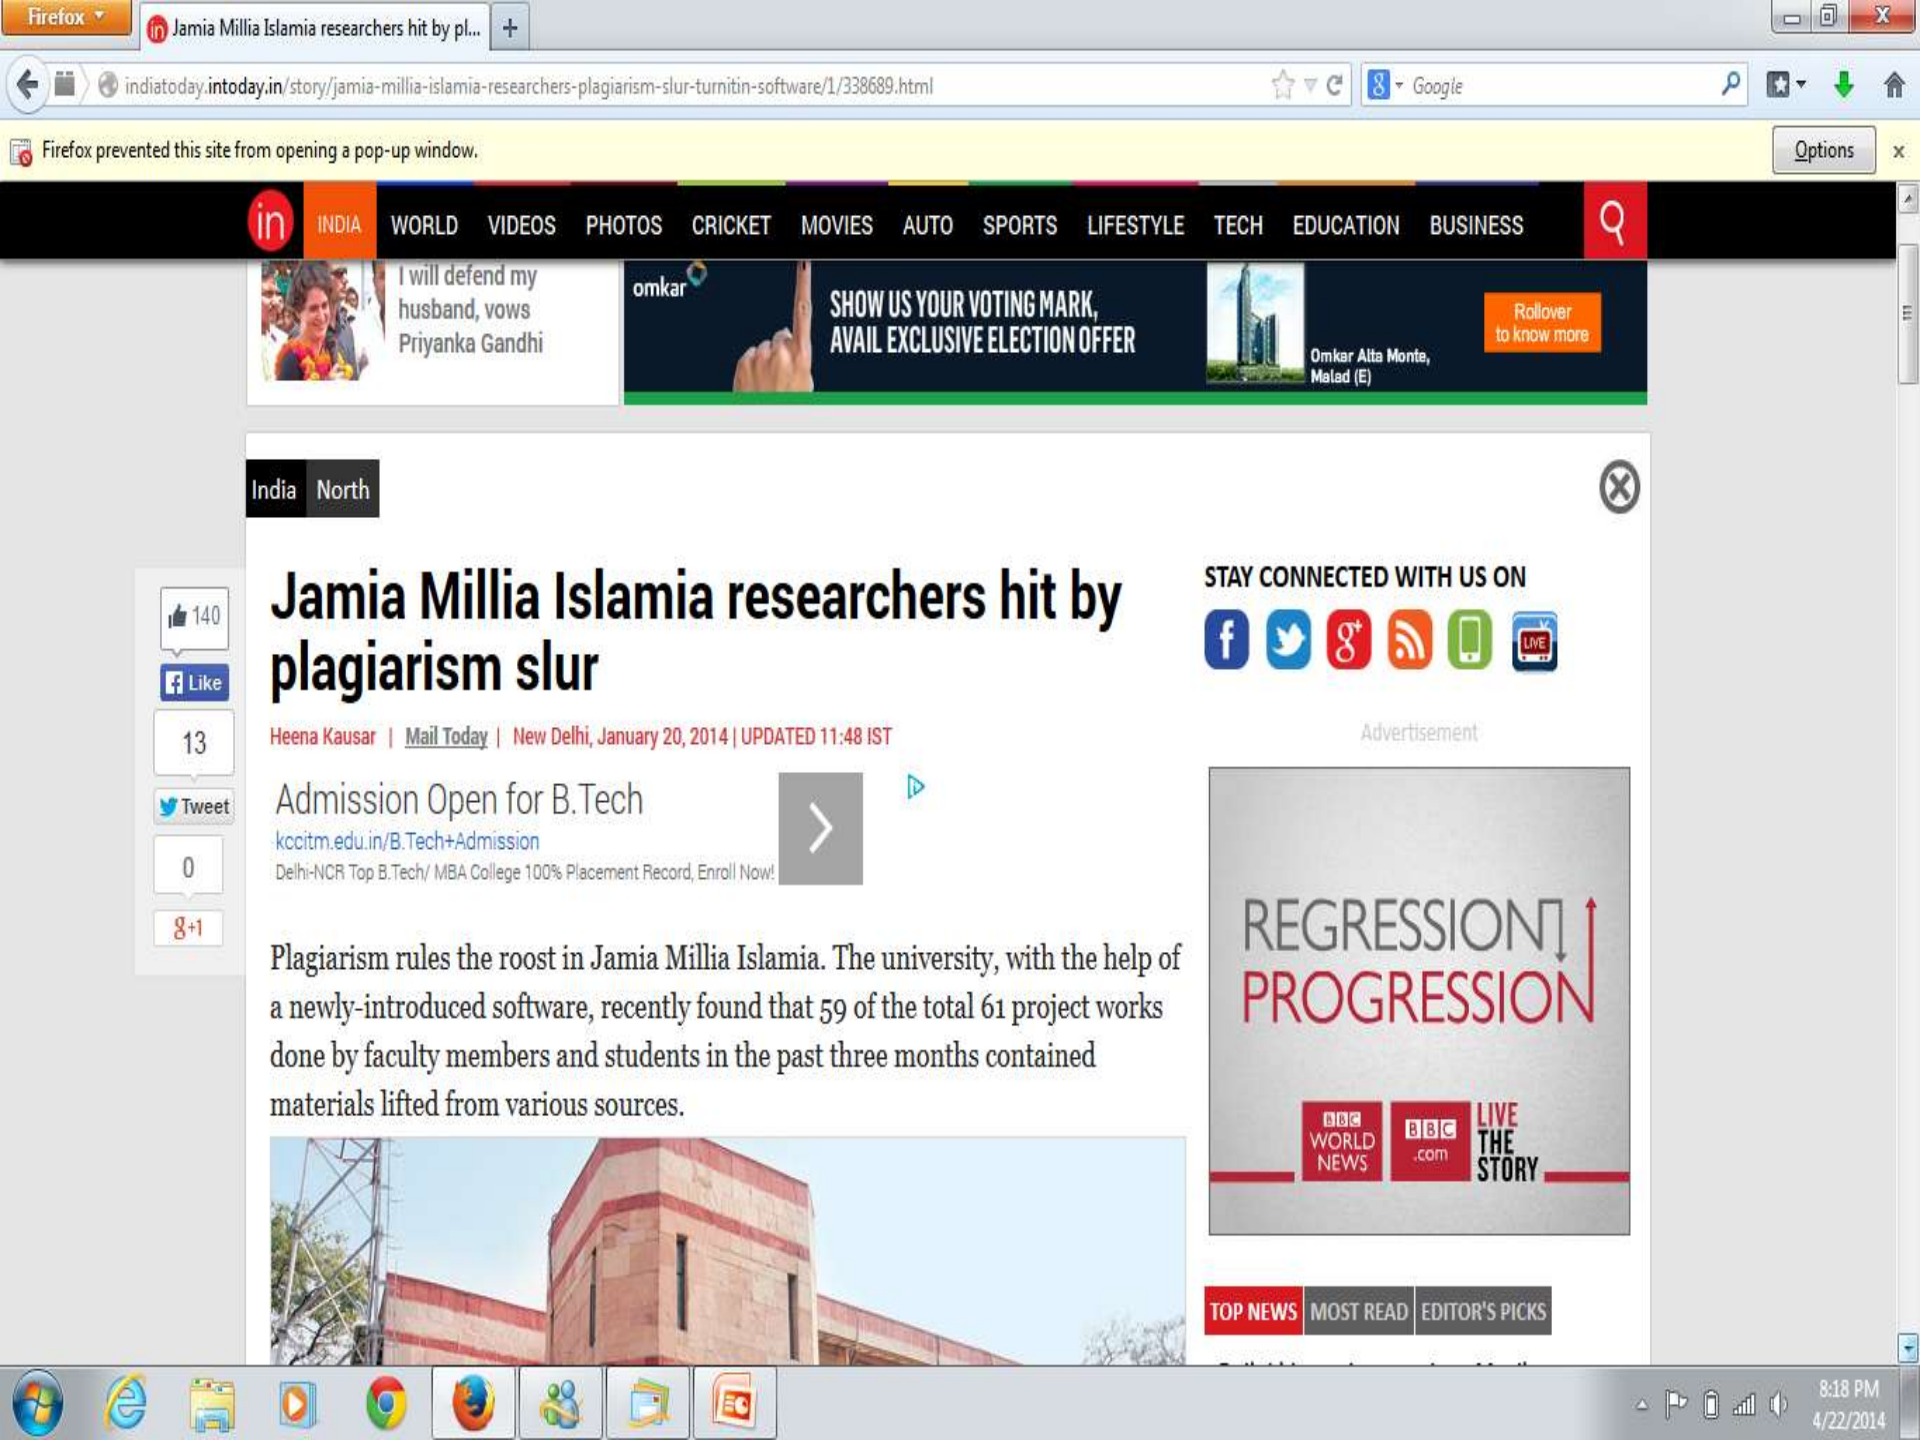 Firefox
in Jamia Millia Islamia researchers hit by pl...
indiatoday.intoday.in/story/jamia-millia-islamia-researchers-plagiarism-slur-turnitin-software/1/338689.html
8 Google
Firefox prevented this site from opening a pop-up window.
Options x
in INDIA WORLD VIDEOS PHOTOS CRICKET MOVIES AUTO SPORTS LIFESTYLE TECH EDUCATION BUSINESS
I will defend my
husband, vows
Priyanka Gandhi
omkar
SHOW US YOUR VOTING MARK,
AVAIL EXCLUSIVE ELECTION OFFER
Omkar Alta Monte,
Malad (E)
Rollover
to know more
India North
140
Like
13
Tweet
0
g+1
Jamia Millia Islamia researchers hit by
plagiarism slur
Heena Kausar | Mail Today | New Delhi, January 20, 2014 | UPDATED 11:48 IST
Admission Open for B.Tech
kccitm.edu.in/B.Tech+Admission
Delhi-NCR Top B.Tech/ MBA College 100% Placement Record, Enroll Now!
Plagiarism rules the roost in Jamia Millia Islamia. The university, with the help of
a newly-introduced software, recently found that 59 of the total 61 project works
done by faculty members and students in the past three months contained
materials lifted from various sources.
STAY CONNECTED WITH US ON
f g+ LIVE
Advertisement
REGRESSION
PROGRESSION
BBC
WORLD
NEWS
BBC
.com
LIVE
THE
STORY
TOP NEWS MOST READ EDITOR'S PICKS
8:18 PM
4/22/2014